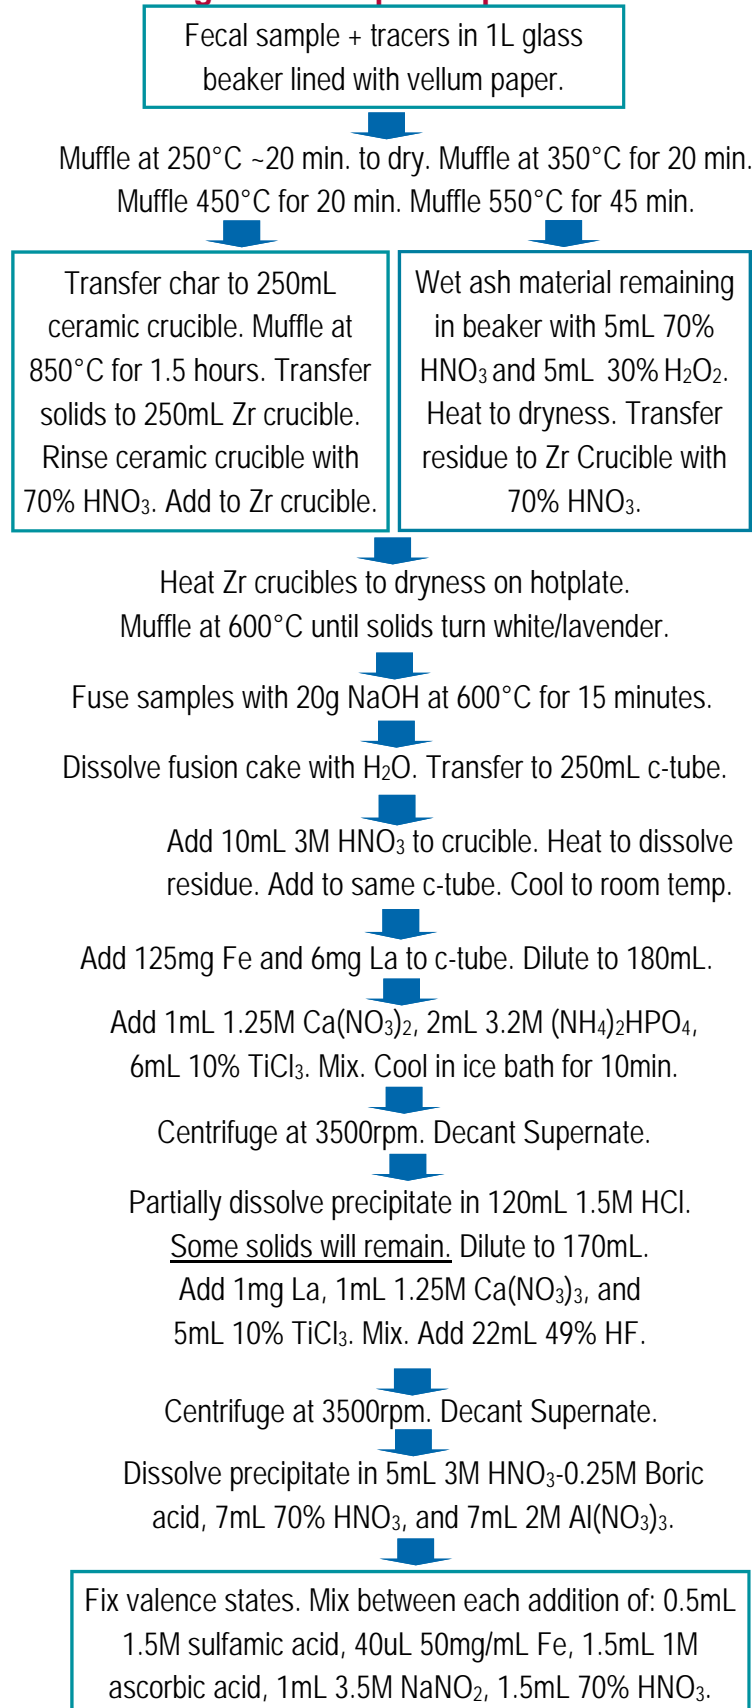 Fecal sample + tracers in 1L glass
beaker lined with vellum paper.
Muffle at 250°C ~20 min. to dry. Muffle at 350°C for 20 min.
Muffle 450°C for 20 min. Muffle 550°C for 45 min.
Transfer char to 250mL
ceramic crucible. Muffle at
850°C for 1.5 hours. Transfer
solids to 250mL Zr crucible.
Rinse ceramic crucible with
70% HNO₃. Add to Zr crucible.
Wet ash material remaining
in beaker with 5mL 70%
HNO₃ and 5mL 30% H₂O₂.
Heat to dryness. Transfer
residue to Zr Crucible with
70% HNO₃.
Heat Zr crucibles to dryness on hotplate.
Muffle at 600°C until solids turn white/lavender.
Fuse samples with 20g NaOH at 600°C for 15 minutes.
Dissolve fusion cake with H₂O. Transfer to 250mL c-tube.
Add 10mL 3M HNO₃ to crucible. Heat to dissolve
residue. Add to same c-tube. Cool to room temp.
Add 125mg Fe and 6mg La to c-tube. Dilute to 180mL.
Add 1mL 1.25M Ca(NO₃)₂, 2mL 3.2M (NH₄)₂HPO₄,
6mL 10% TiCl₃. Mix. Cool in ice bath for 10min.
Centrifuge at 3500rpm. Decant Supernate.
Partially dissolve precipitate in 120mL 1.5M HCl.
Some solids will remain. Dilute to 170mL.
Add 1mg La, 1mL 1.25M Ca(NO₃)₃, and
5mL 10% TiCl₃. Mix. Add 22mL 49% HF.
Centrifuge at 3500rpm. Decant Supernate.
Dissolve precipitate in 5mL 3M HNO₃-0.25M Boric
acid, 7mL 70% HNO₃, and 7mL 2M Al(NO₃)₃.
Fix valence states. Mix between each addition of: 0.5mL
1.5M sulfamic acid, 40uL 50mg/mL Fe, 1.5mL 1M
ascorbic acid, 1mL 3.5M NaNO₂, 1.5mL 70% HNO₃.